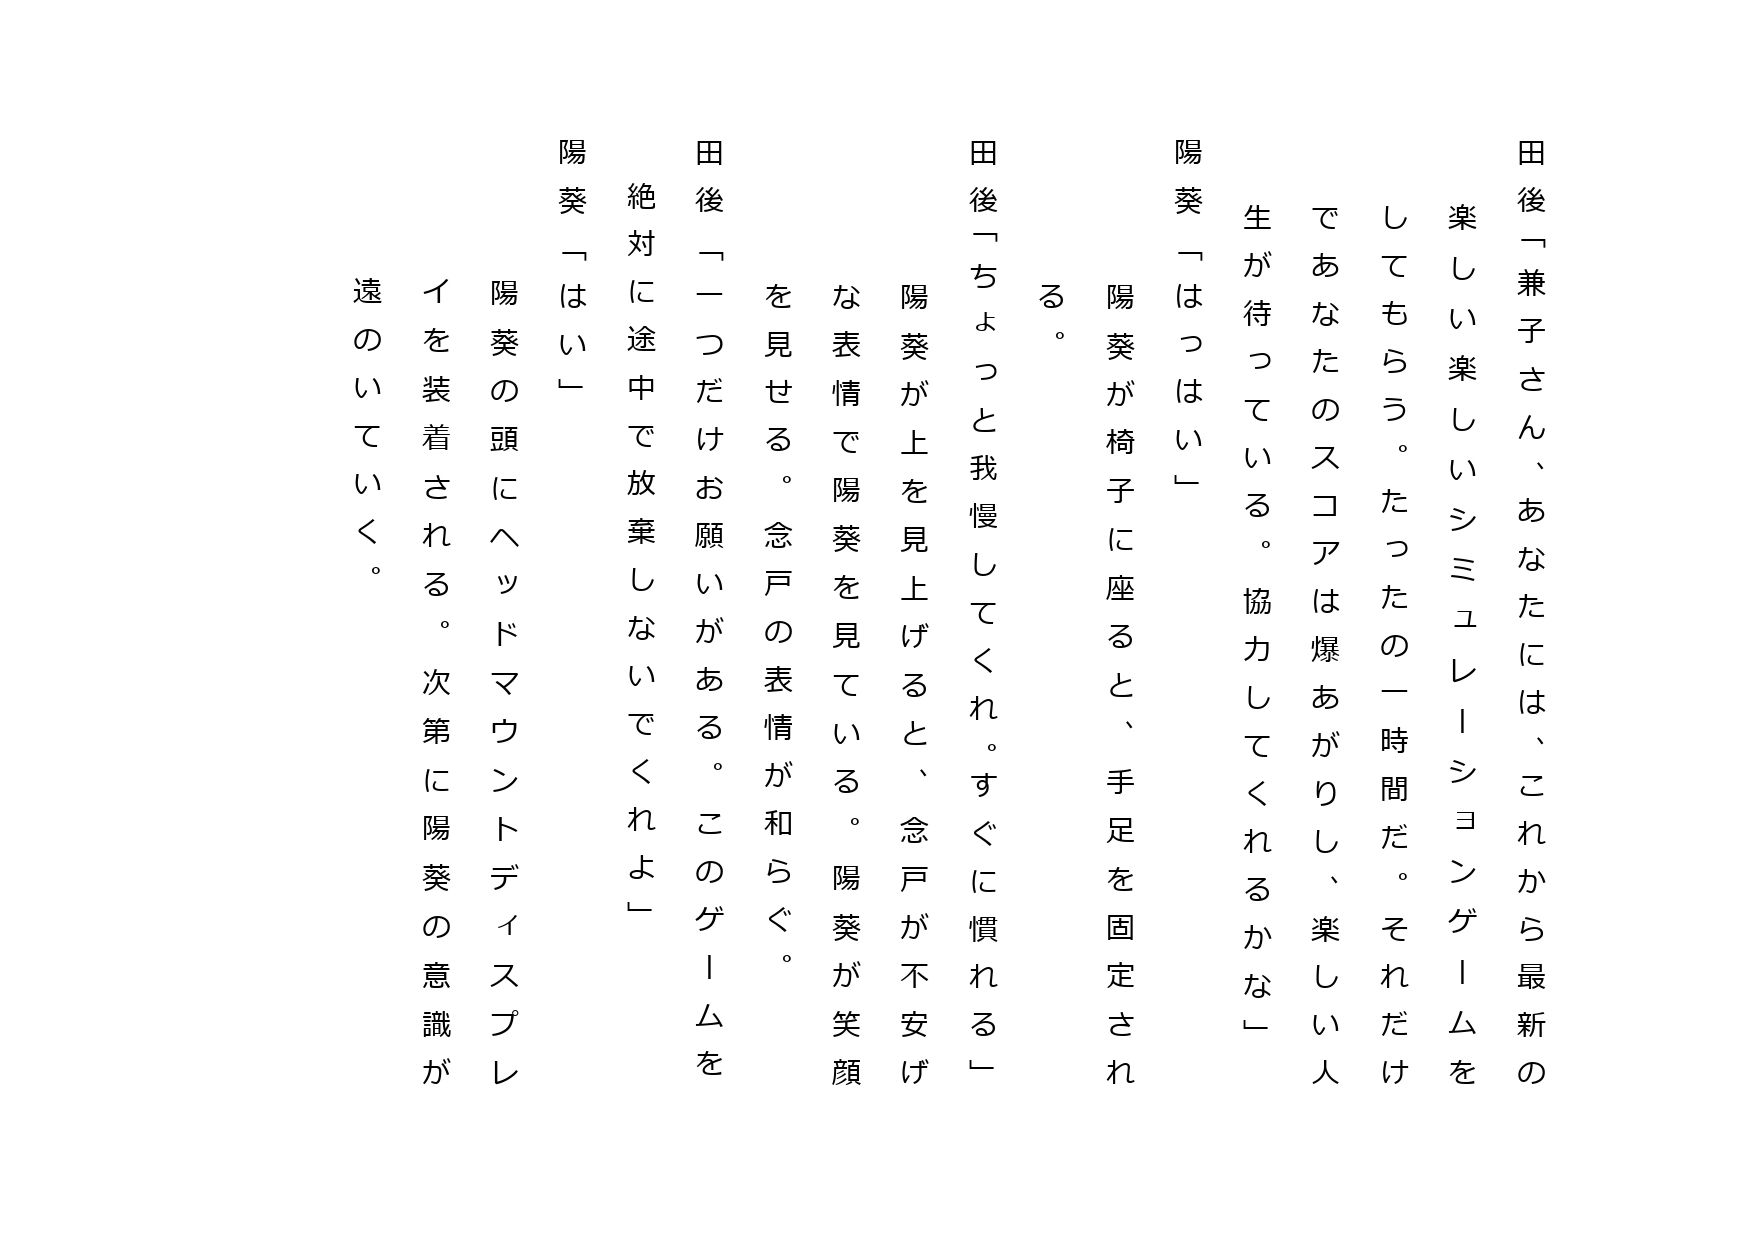 田後「兼子さん、あなたには、これから最新の
楽しい楽しいシミュレーションゲームを
してもらう。たったの一時間だ。それだけ
であなたのスコアは爆あがりし、楽しい人
生が待っている。協力してくれるかな」
陽葵「はっはい」
陽葵が椅子に座ると、手足を固定され
る。
田後「ちょっと我慢してくれ。すぐに慣れる」
陽葵が上を見上げると、念戸が不安げ
な表情で陽葵を見ている。陽葵が笑顔
を見せる。念戸の表情が和らぐ。
田後「一つだけお願いがある。このゲームを
絶対に途中で放棄しないでくれよ」
陽葵「はい」
陽葵の頭にヘッドマウントディスプレ
イを装着される。次第に陽葵の意識が
遠のいていく。